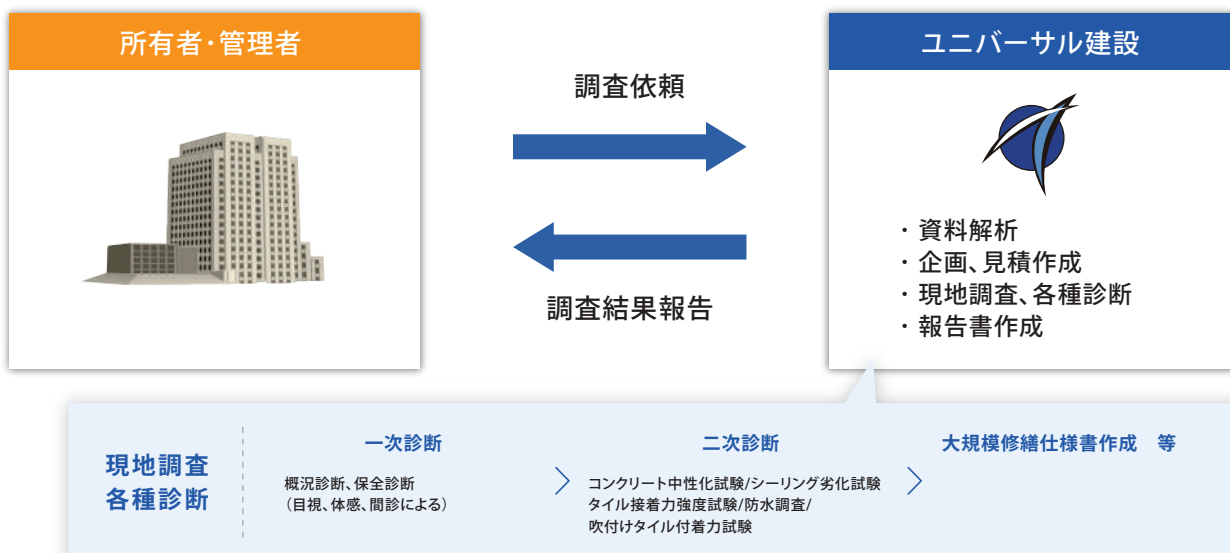 所有者・管理者
調査依頼
調査結果報告
ユニバーサル建設
・資料解析
・企画、見積作成
・現地調査、各種診断
・報告書作成
現地調査
各種診断
一次診断
概況診断、保全診断
（目視、体感、間診による）
二次診断
コンクリート中性化試験/シーリング劣化試験
タイル接着力強度試験/防水調査/
吹付けタイル付着力試験
大規模修繕仕様書作成　等